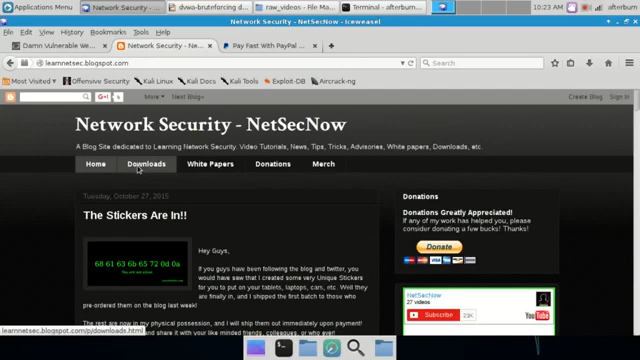 Applications Menu
dvwa-bruteforcing d...
raw_videos - File Ma...
Terminal - afterburn...
10:23 AM
afterburn
Network Security - NetSecNow - Iceweasel
File Edit View History Bookmarks Tools Help
Damn Vulnerable We...
Network Security - N...
Pay Fast With PayPal ...
learnnetsec.blogspot.com
Search
Most Visited
Offensive Security
Kali Linux
Kali Docs
Kali Tools
Exploit-DB
Aircrack-ng
G+1
More
Next Blog»
Create Blog
Sign In
Network Security - NetSecNow
A Blog Site dedicated to Learning Network Security. Video Tutorials, News, Tips, Tricks, Advisories, White papers, Downloads, etc.
Home
Downloads
White Papers
Donations
Merch
Tuesday, October 27, 2015
The Stickers Are In!!
68 61 63 6b 65 72 0d 0a
Hey Guys,
If you guys have been following the blog and twitter, you
would have saw that I created some very Unique Stickers
for you to put on your tablets, laptops, cars, etc. Well they
are finally in, and I shipped the first batch to those who
pre-ordered them on the blog last week!
The rest are now in my physical possession, and I will ship them out immediately upon payment!
and share it with your like minded friends, colleagues, or who ever!
Donations
Donations Greatly Appreciated!
If any of my work has helped you, please
consider donating a few bucks! Thanks!
Donate
NetSecNow
27 videos
Subscribe
YouTube
learnnetsec.blogspot.com/p/downloads.html